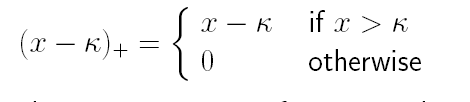 (x − κ)₊ = { x − κ if x > κ
0 otherwise